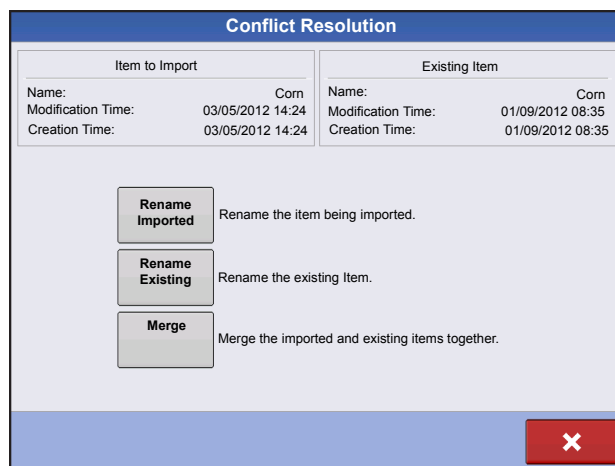 Conflict Resolution
Item to Import
Name: Corn
Modification Time: 03/05/2012 14:24
Creation Time: 03/05/2012 14:24
Existing Item
Name: Corn
Modification Time: 01/09/2012 08:35
Creation Time: 01/09/2012 08:35
Rename
Imported
Rename the item being imported.
Rename
Existing
Rename the existing Item.
Merge
Merge the imported and existing items together.